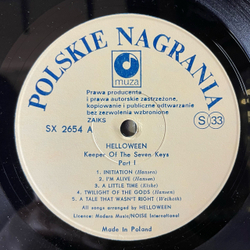 POLSKIE NAGRANIA
muza
Prawa producenta
i prawa autorskie zastrzeżone,
kopiowanie i publiczne odtwarzanie
bez zezwolenia wzbronione
ZAIKS
SX 2654 A
S 33
HELLOWEEN
Keeper Of The Seven Keys
Part I
1. INITIATION (Hansen)
2. I'M ALIVE (Hansen)
3. A LITTLE TIME (Kiske)
4. TWILIGHT OF THE GODS (Hansen)
5. A TALE THAT WASN'T RIGHT (Weikath)
All songs arranged by HELLOWEEN
Licence: Modern Music/NOISE International
Made in Poland